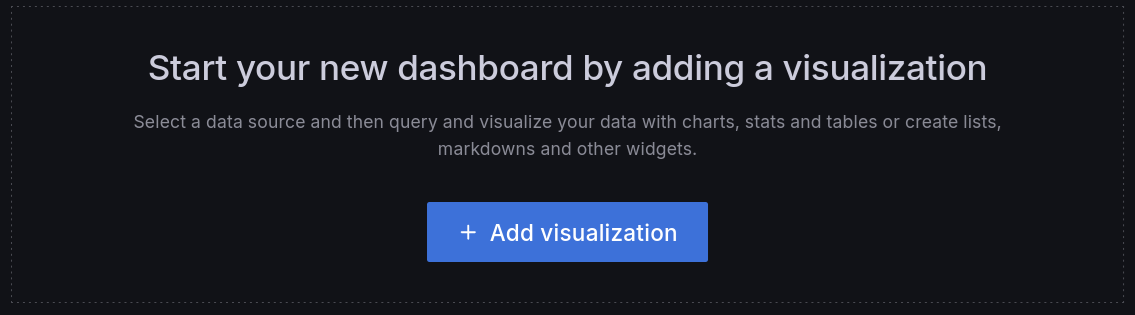 Start your new dashboard by adding a visualization
Select a data source and then query and visualize your data with charts, stats and tables or create lists,
markdowns and other widgets.
+ Add visualization